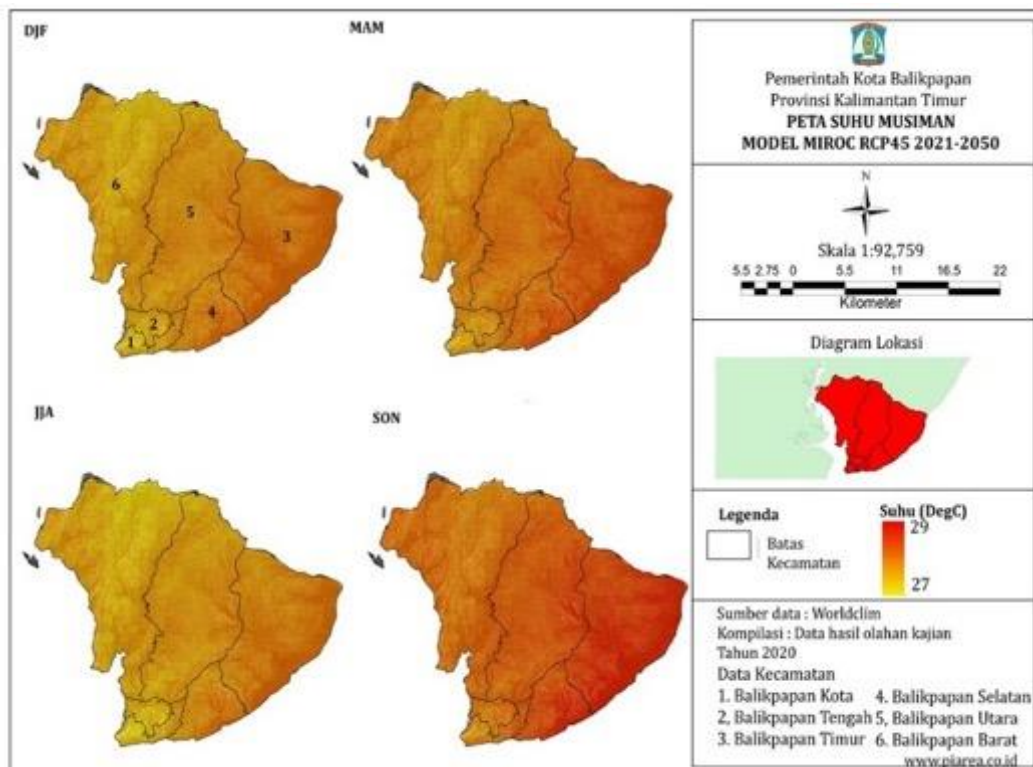 DJF
MAM
6
5
3
4
2
1
JJA
SON
Pemerintah Kota Balikpapan
Provinsi Kalimantan Timur
PETA SUHU MUSIMAN
MODEL MIROC RCP45 2021-2050
N
Skala 1:92,759
5.5 2.75 0 5.5 11 16.5 22
Kilometer
Diagram Lokasi
Legenda
Batas
Kecamatan
Suhu (DegC)
29
27
Sumber data : Worldclim
Kompilasi : Data hasil olahan kajian
Tahun 2020
Data Kecamatan
1. Balikpapan Kota 4. Balikpapan Selatan
2, Balikpapan Tengah 5, Balikpapan Utara
3. Balikpapan Timur 6. Balikpapan Barat
www.piarea.co.id